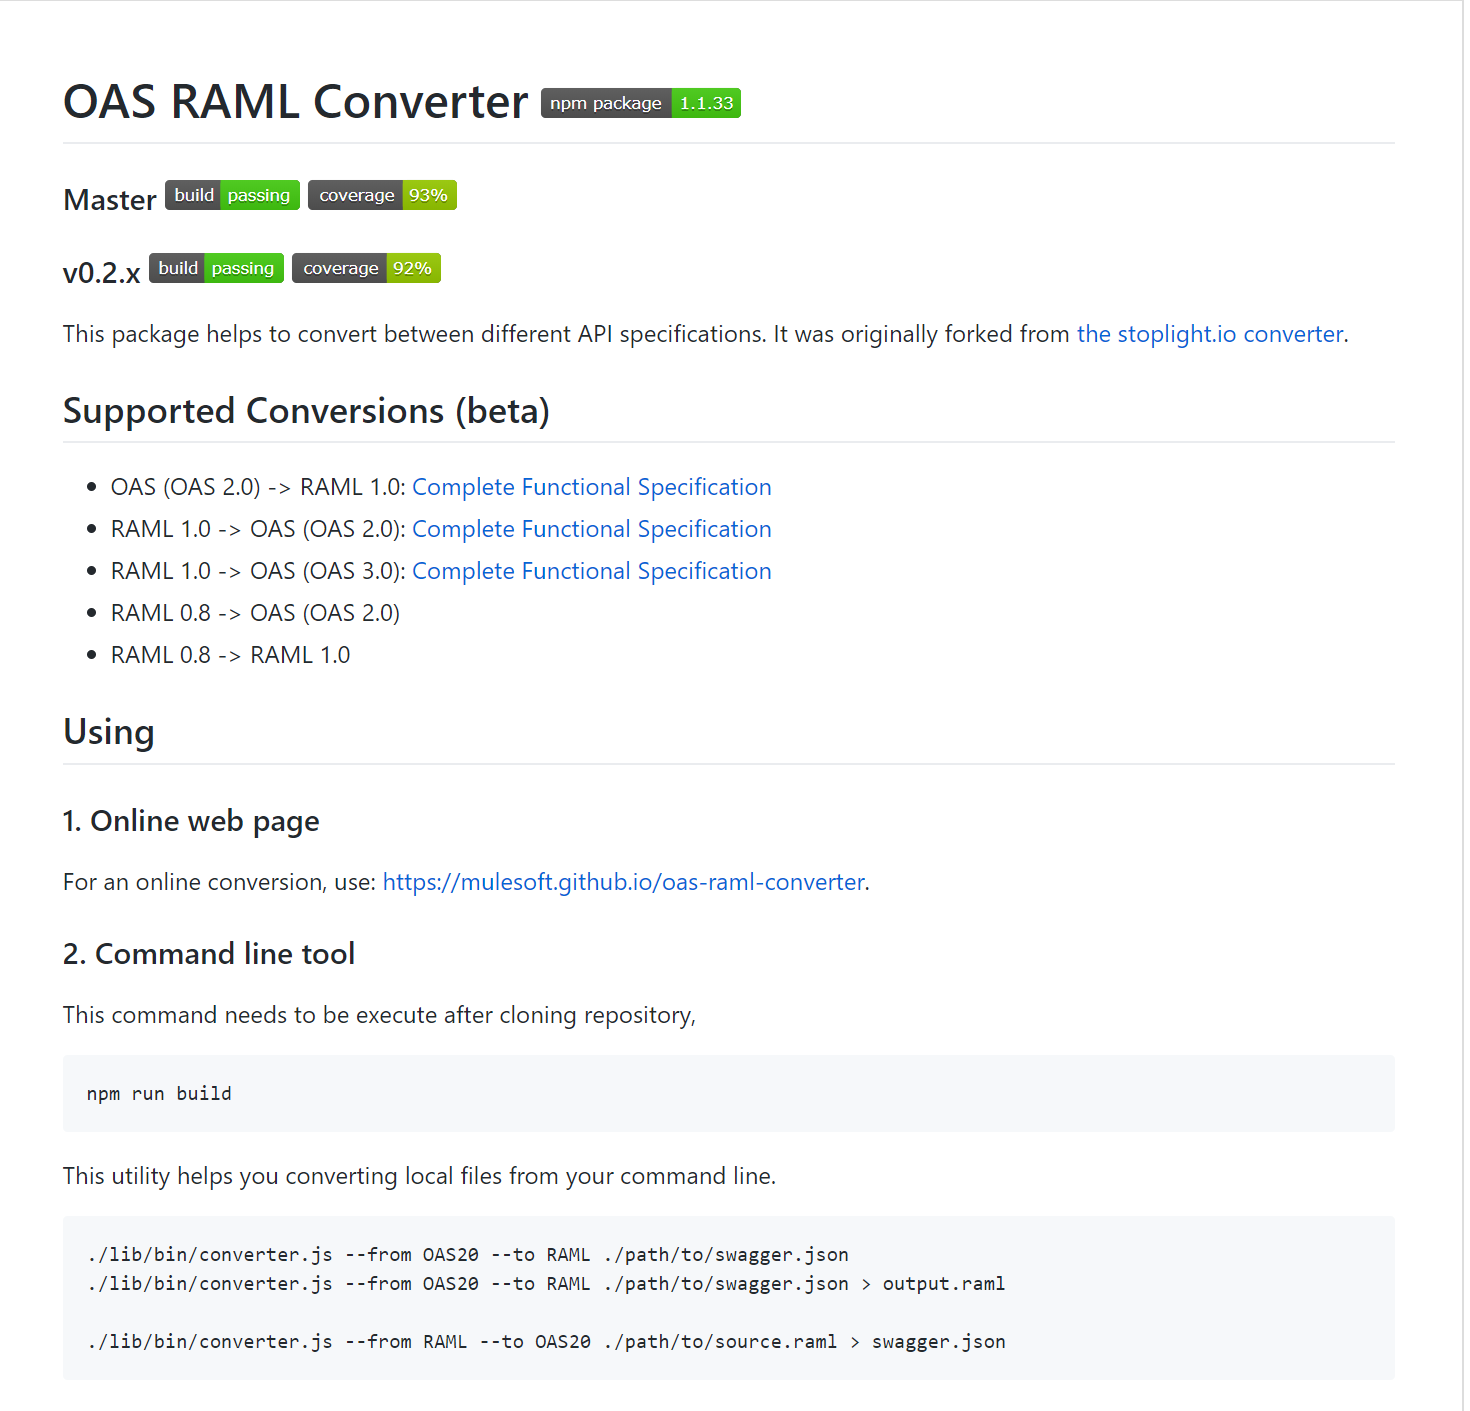 OAS RAML Converter npm package 1.1.33
Master build passing coverage 93%
v0.2.x build passing coverage 92%
This package helps to convert between different API specifications. It was originally forked from the stoplight.io converter.
Supported Conversions (beta)
• OAS (OAS 2.0) -> RAML 1.0: Complete Functional Specification
• RAML 1.0 -> OAS (OAS 2.0): Complete Functional Specification
• RAML 1.0 -> OAS (OAS 3.0): Complete Functional Specification
• RAML 0.8 -> OAS (OAS 2.0)
• RAML 0.8 -> RAML 1.0
Using
1. Online web page
For an online conversion, use: https://mulesoft.github.io/oas-raml-converter.
2. Command line tool
This command needs to be execute after cloning repository,
npm run build
This utility helps you converting local files from your command line.
./lib/bin/converter.js --from OAS20 --to RAML ./path/to/swagger.json
./lib/bin/converter.js --from OAS20 --to RAML ./path/to/swagger.json > output.raml
./lib/bin/converter.js --from RAML --to OAS20 ./path/to/source.raml > swagger.json